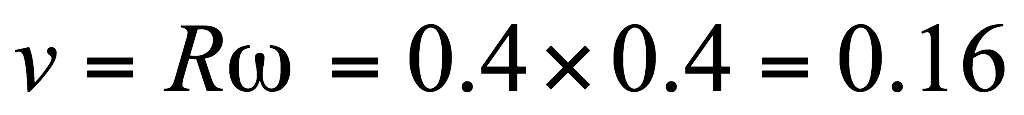 v = Rω = 0.4 × 0.4 = 0.16